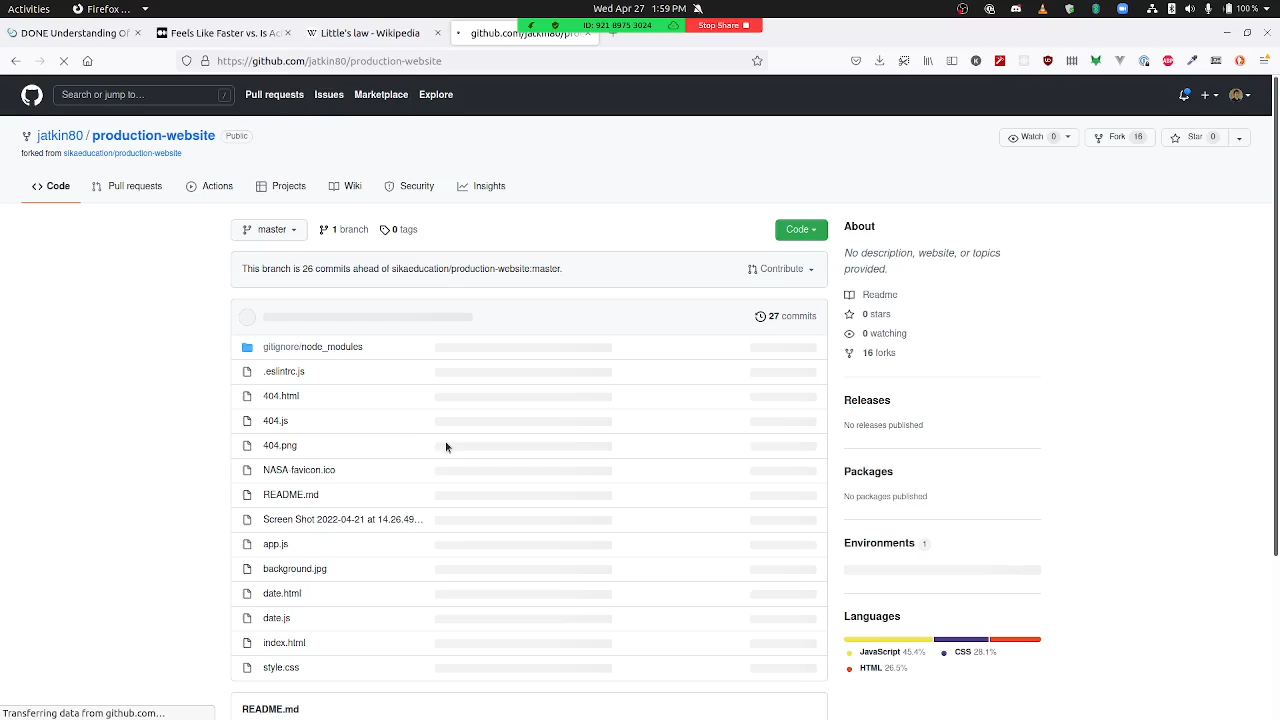 Activities
Firefox ...
Wed Apr 27 1:59 PM
100 %
ID: 921 8975 3024
Stop Share
Feels Like Faster vs. Is Ac
Little's law - Wikipedia
https://github.com/jatkin80/production-website
Search or jump to...
/
Pull requests
Issues
Marketplace
Explore
jatkin80 / production-website
Public
forked from sikaeducation/production-website
Watch 0
Fork 16
Star 0
Code
Pull requests
Actions
Projects
Wiki
Security
Insights
master
1 branch
0 tags
Code
About
This branch is 26 commits ahead of sikaeducation/production-website:master.
Contribute
No description, website, or topics
provided.
27 commits
Readme
0 stars
0 watching
16 forks
gitignore/node_modules
.eslintrc.js
404.html
404.js
404.png
NASA-favicon.ico
README.md
Screen Shot 2022-04-21 at 14.26.49...
app.js
background.jpg
date.html
date.js
index.html
style.css
Releases
No releases published
Packages
No packages published
Environments 1
Languages
JavaScript 45.4%
CSS 28.1%
HTML 26.5%
README.md
Transferring data from github.com...